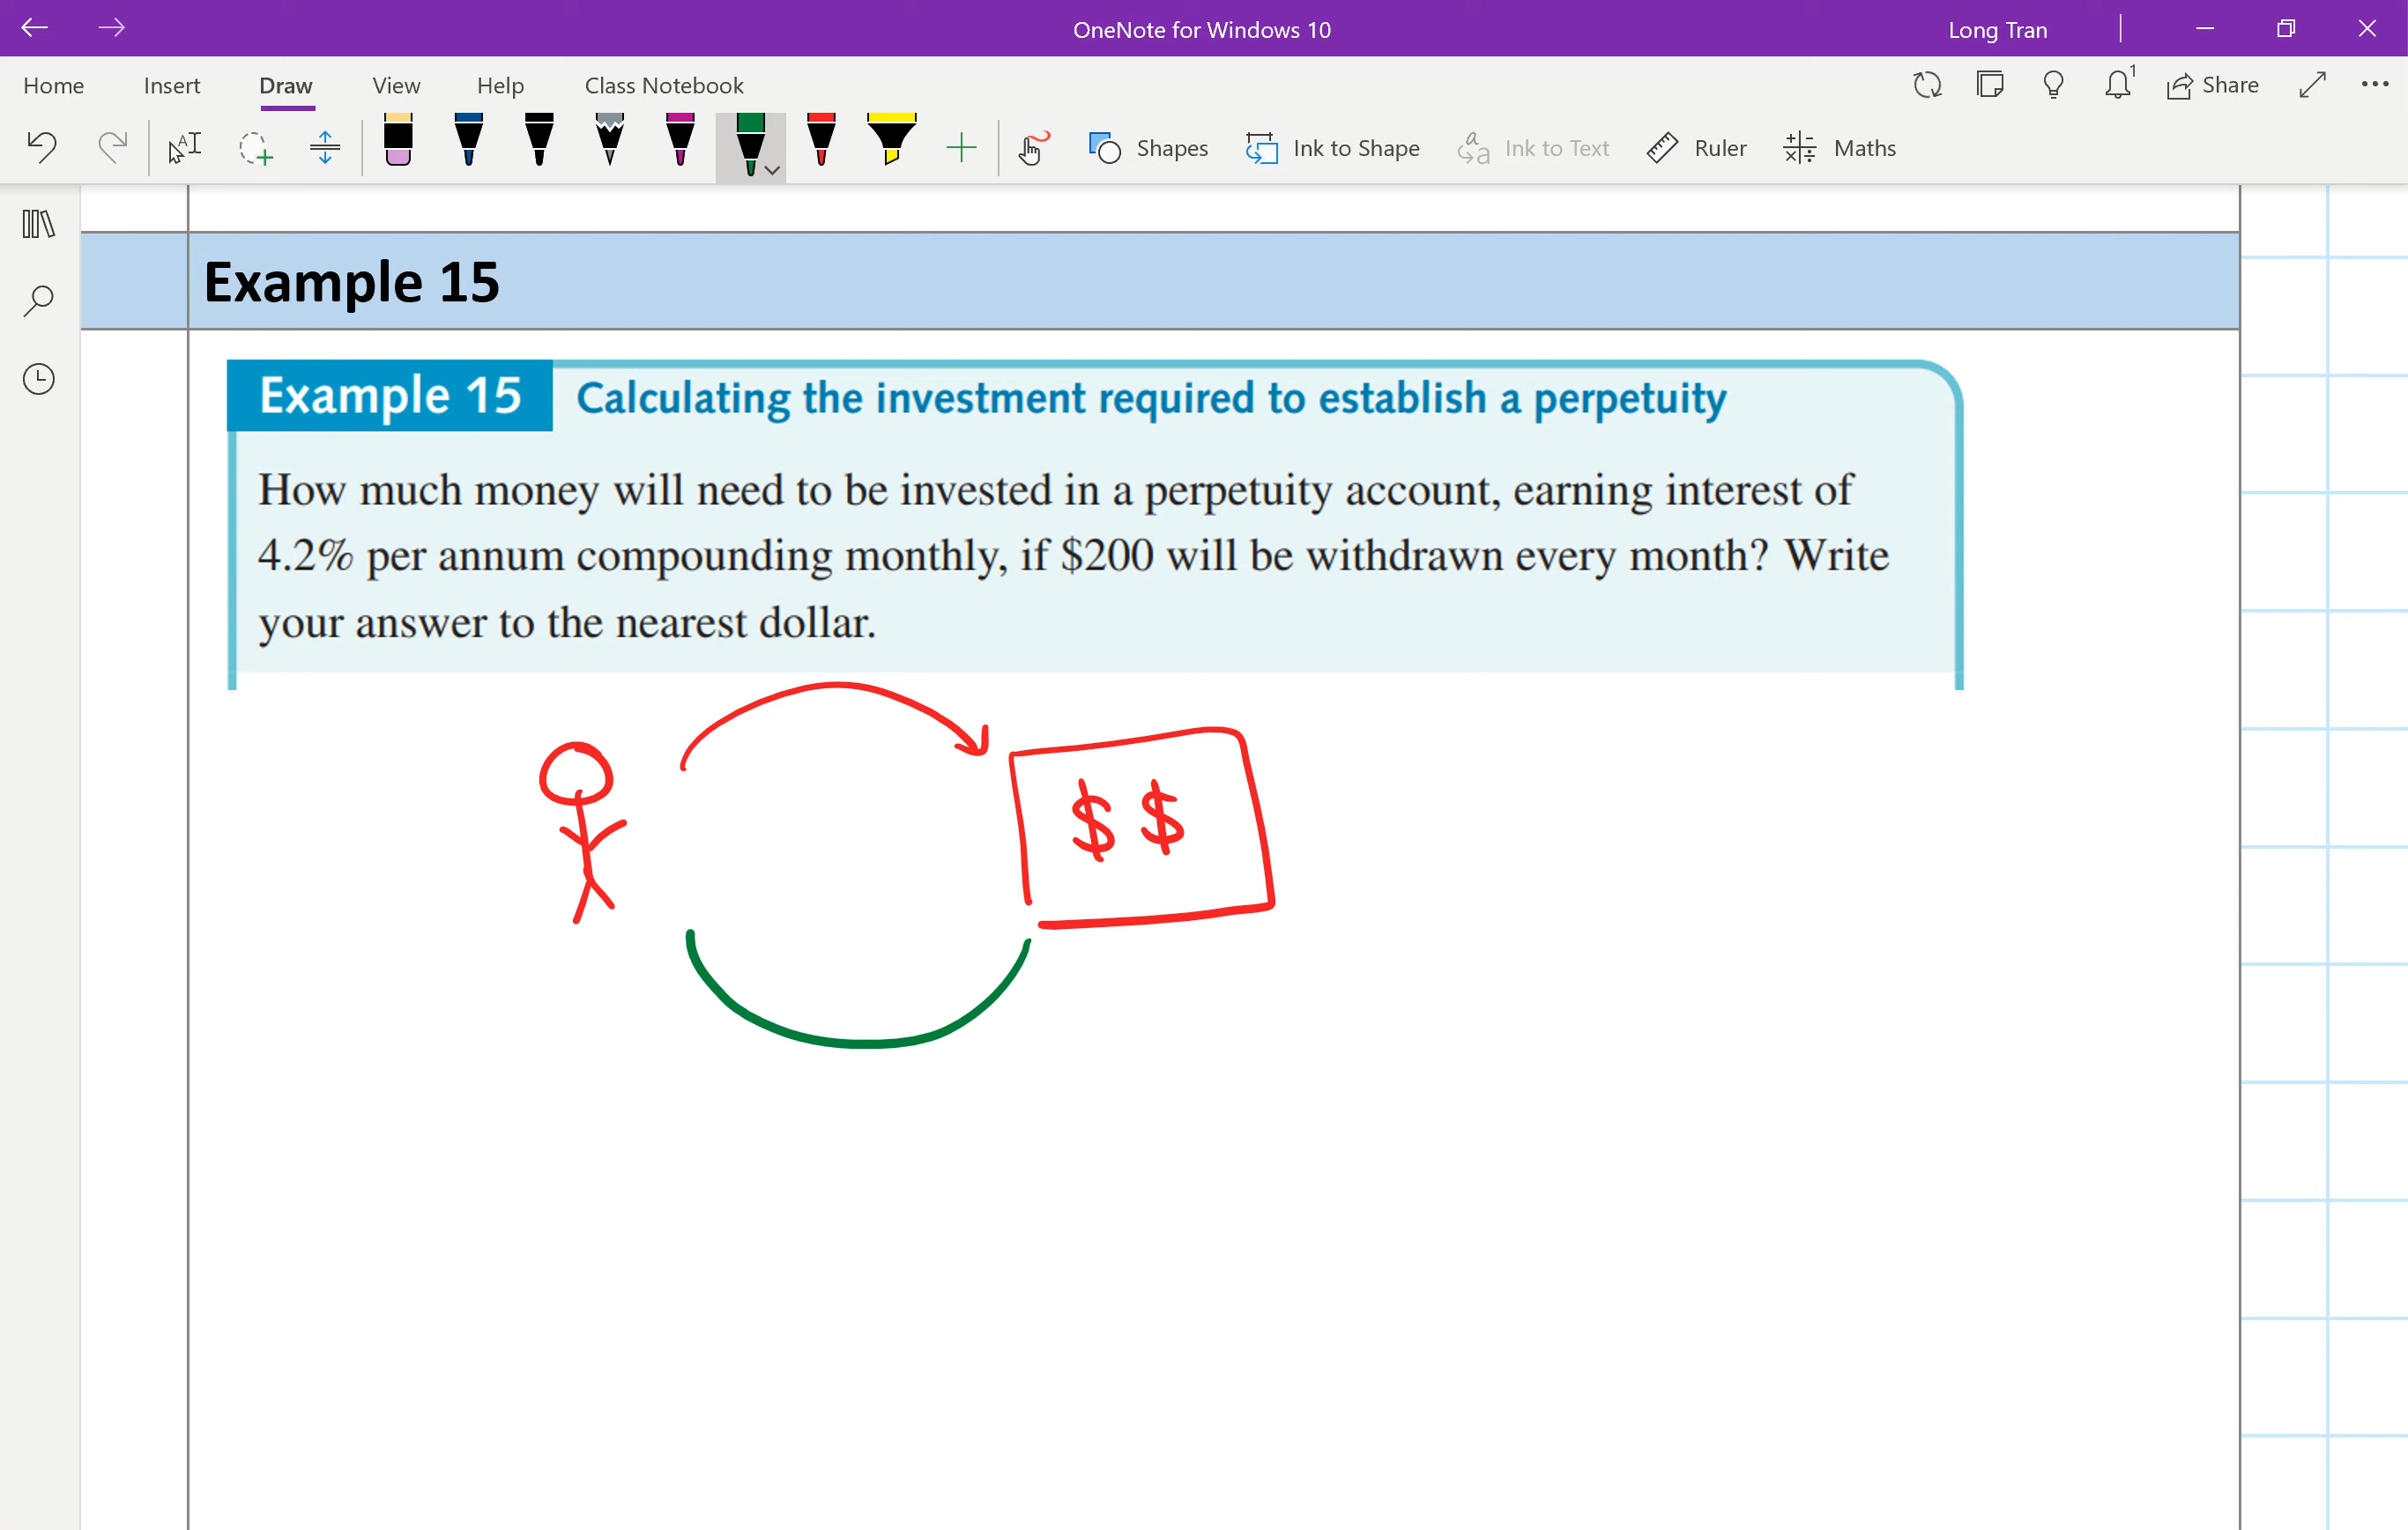 OneNote for Windows 10
Long Tran
Home Insert Draw View Help Class Notebook
1
Share
Shapes Ink to Shape Ink to Text Ruler Maths
Example 15
Example 15 Calculating the investment required to establish a perpetuity
How much money will need to be invested in a perpetuity account, earning interest of
4.2% per annum compounding monthly, if $200 will be withdrawn every month? Write
your answer to the nearest dollar.
$ $